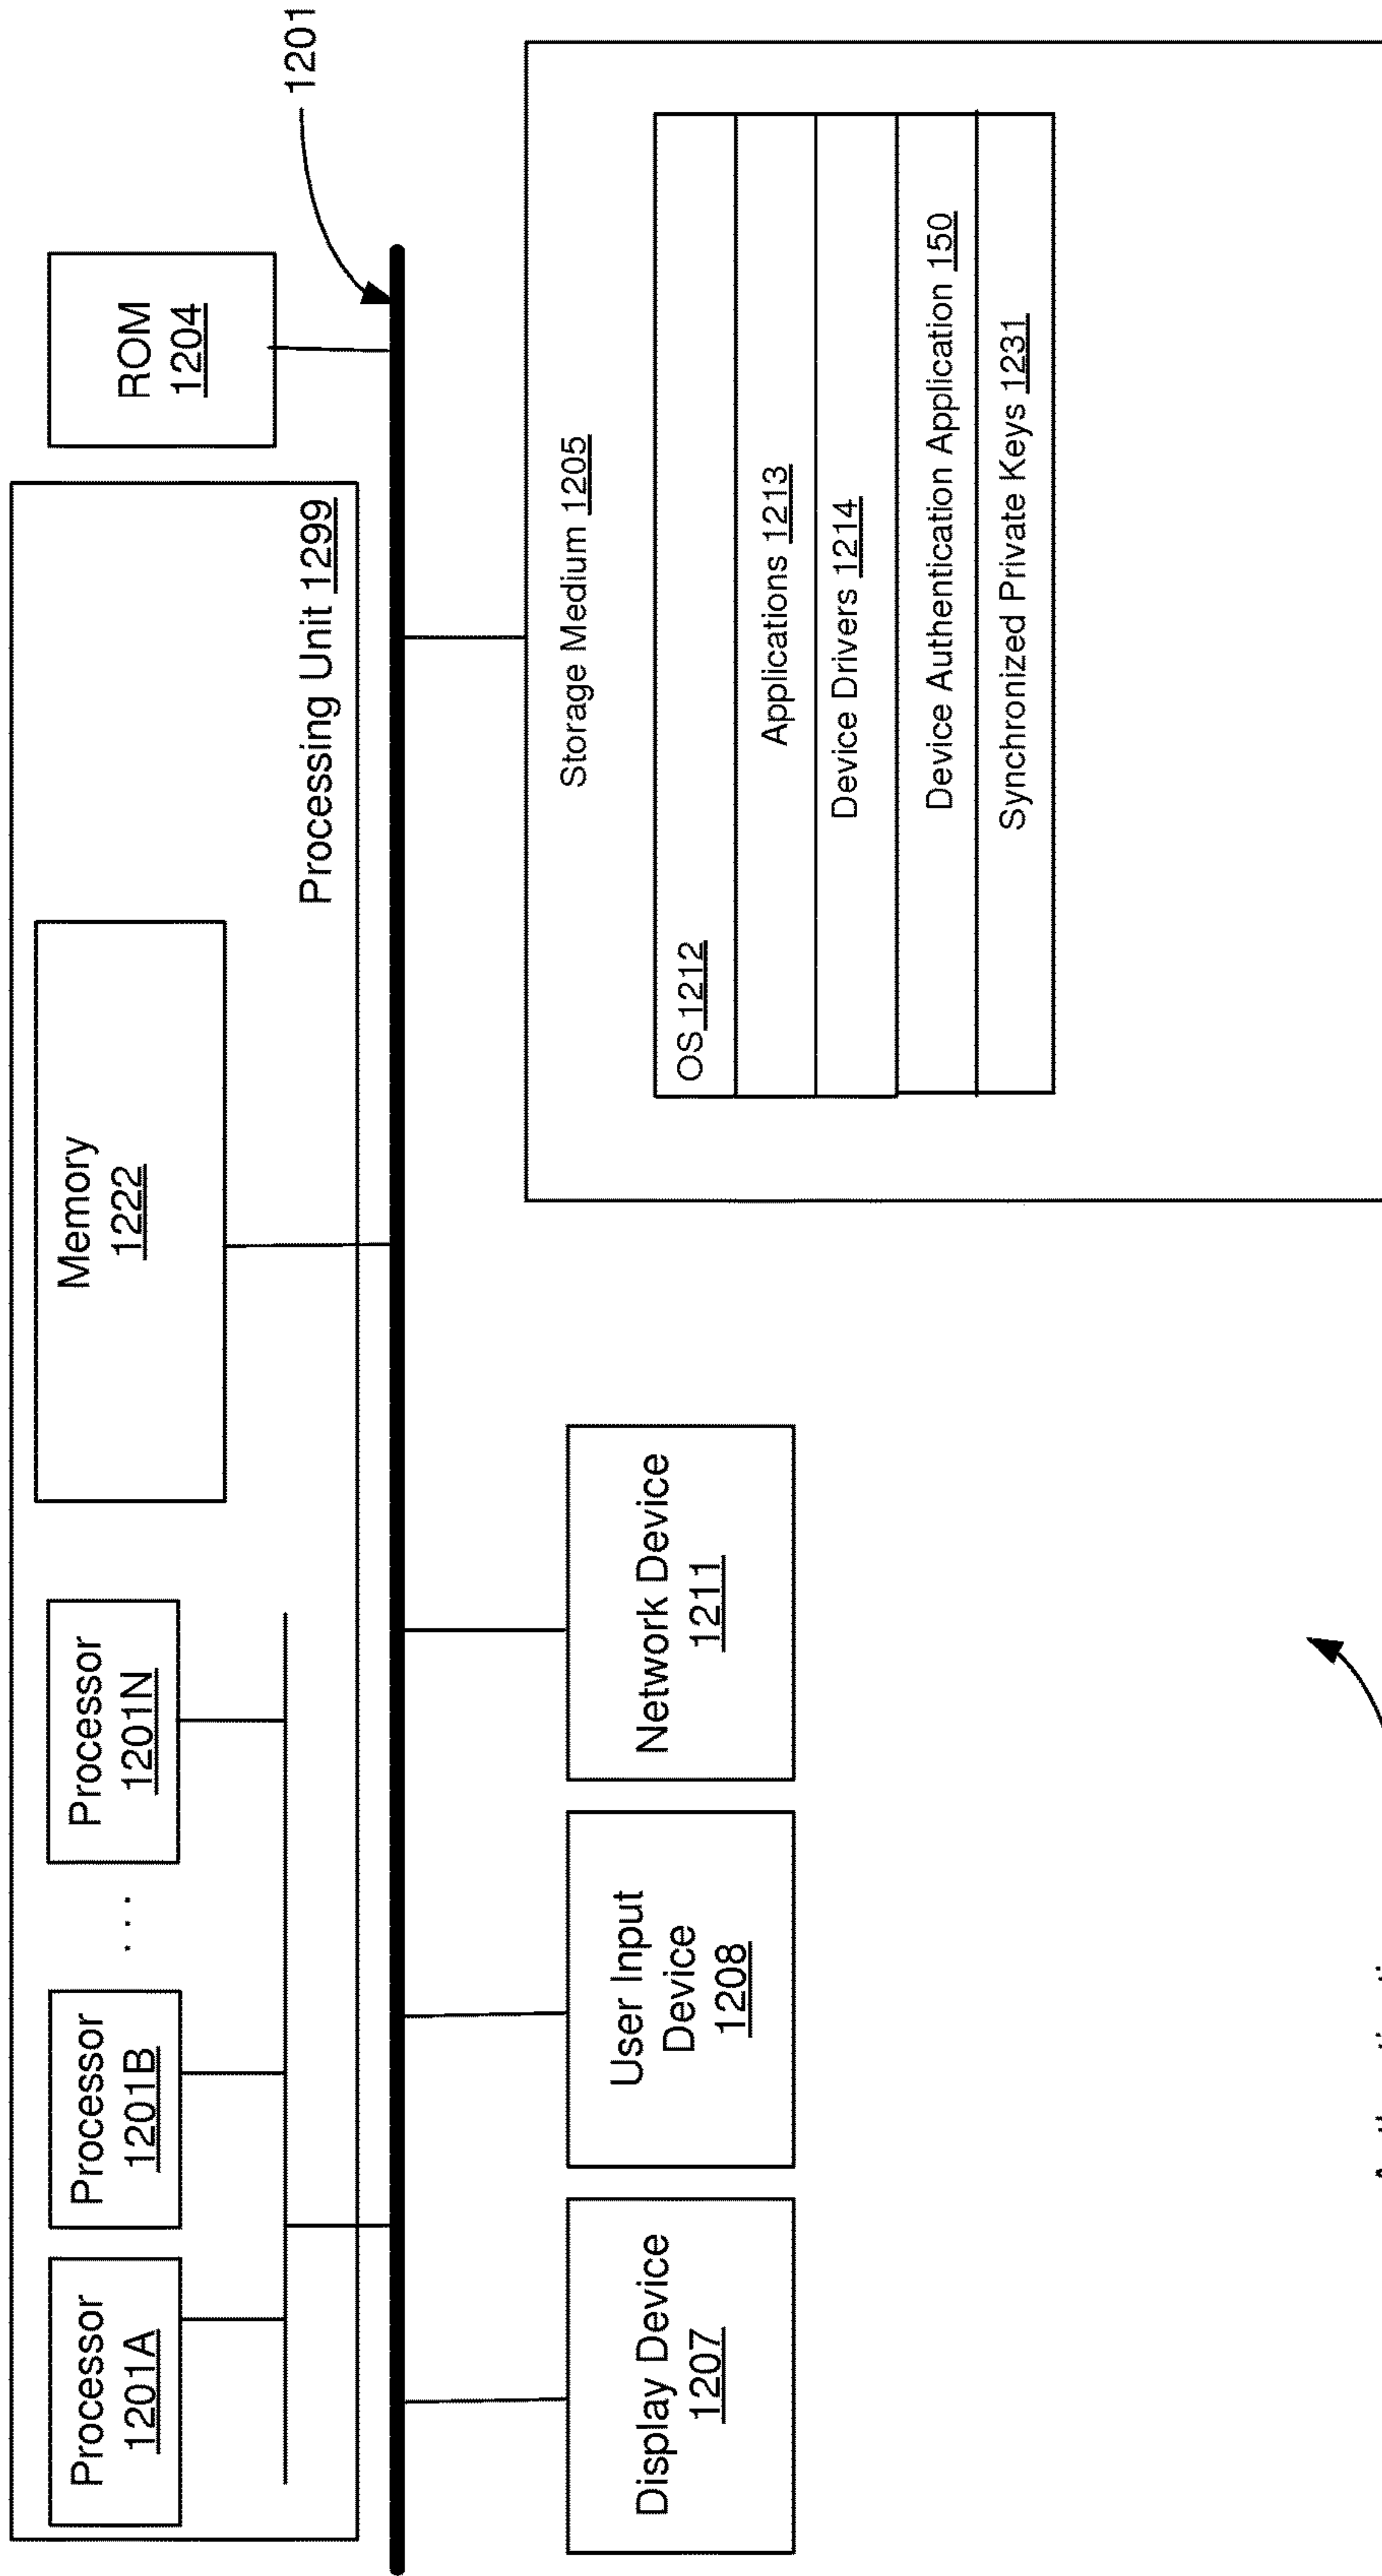 Processor
1201A
Processor
1201B
. . .
Processor
1201N
Memory
1222
Processing Unit 1299
ROM
1204
1201
Display Device
1207
User Input
Device
1208
Network Device
1211
Storage Medium 1205
OS 1212
Applications 1213
Device Drivers 1214
Device Authentication Application 150
Synchronized Private Keys 1231